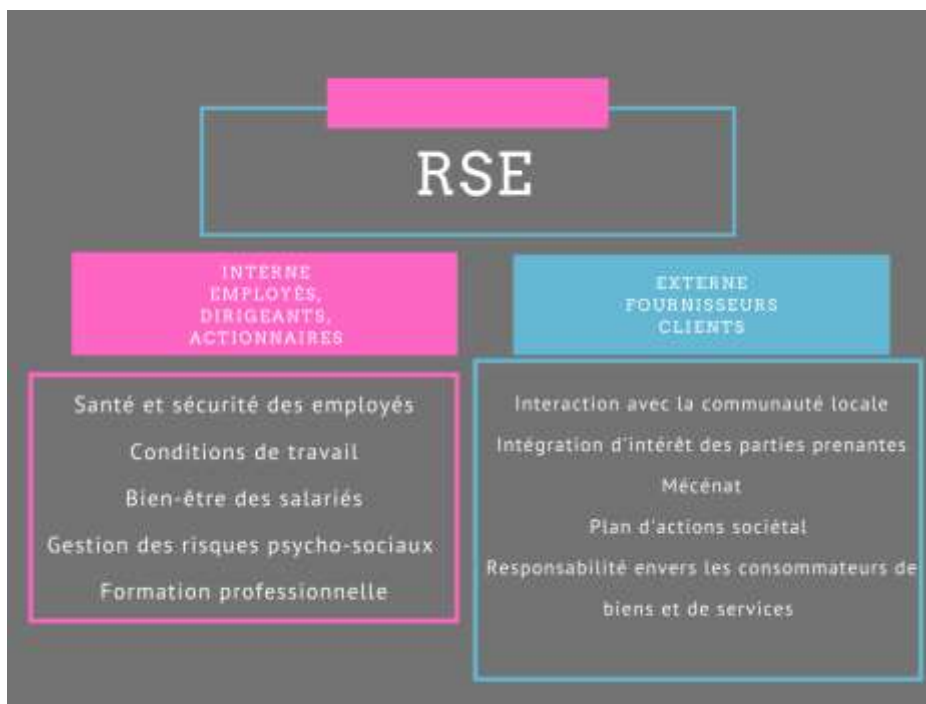 RSE
INTERNE
EMPLOYÉS,
DIRIGEANTS,
ACTIONNAIRES
Santé et sécurité des employés
Conditions de travail
Bien-être des salariés
Gestion des risques psycho-sociaux
Formation professionnelle
EXTERNE
FOURNISSEURS
CLIENTS
Interaction avec la communauté locale
Intégration d'intérêt des parties prenantes
Mécénat
Plan d'actions sociétal
Responsabilité envers les consommateurs de
biens et de services